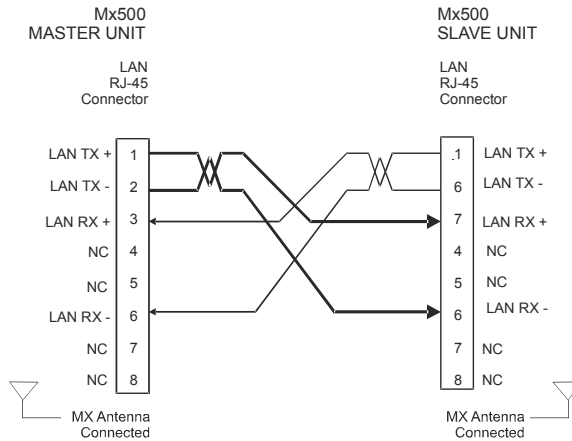 Mx500
MASTER UNIT
Mx500
SLAVE UNIT
LAN
RJ-45
Connector
LAN
RJ-45
Connector
LAN TX + 1
LAN TX - 2
LAN RX + 3
NC 4
NC 5
LAN RX - 6
NC 7
NC 8
.1 LAN TX +
6 LAN TX -
7 LAN RX +
4 NC
5 NC
6 LAN RX -
7 NC
8 NC
MX Antenna
Connected
MX Antenna
Connected